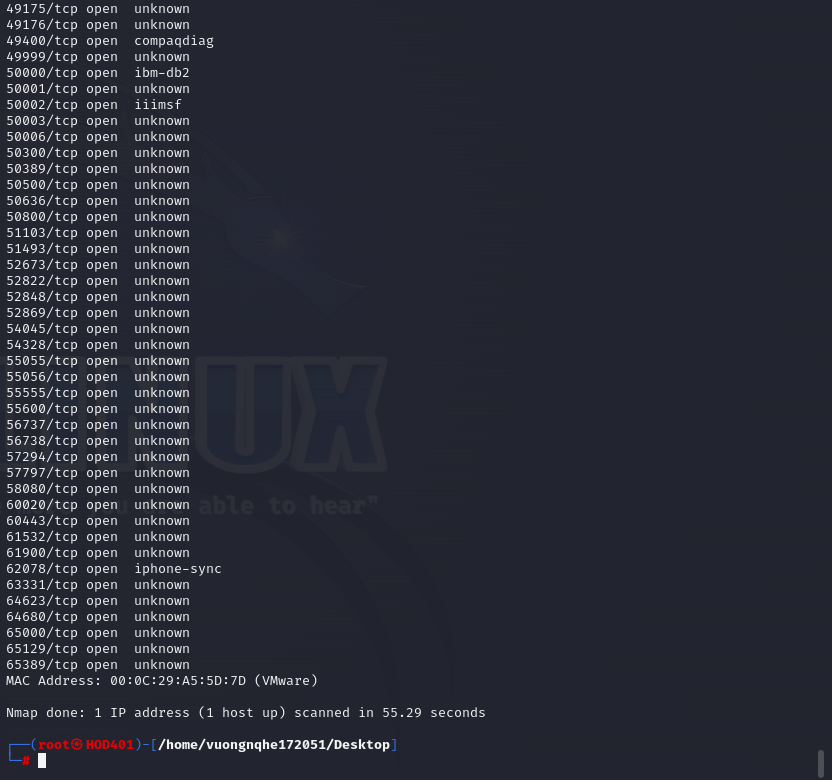 49175/tcp open  unknown
49176/tcp open  unknown
49400/tcp open  compaqdiag
49999/tcp open  unknown
50000/tcp open  ibm-db2
50001/tcp open  unknown
50002/tcp open  iiimsf
50003/tcp open  unknown
50006/tcp open  unknown
50300/tcp open  unknown
50389/tcp open  unknown
50500/tcp open  unknown
50636/tcp open  unknown
50800/tcp open  unknown
51103/tcp open  unknown
51493/tcp open  unknown
52673/tcp open  unknown
52822/tcp open  unknown
52848/tcp open  unknown
52869/tcp open  unknown
54045/tcp open  unknown
54328/tcp open  unknown
55055/tcp open  unknown
55056/tcp open  unknown
55555/tcp open  unknown
55600/tcp open  unknown
56737/tcp open  unknown
56738/tcp open  unknown
57294/tcp open  unknown
57797/tcp open  unknown
58080/tcp open  unknown
60020/tcp open  unknown
able to hear"
60443/tcp open  unknown
61532/tcp open  unknown
61900/tcp open  unknown
62078/tcp open  iphone-sync
63331/tcp open  unknown
64623/tcp open  unknown
64680/tcp open  unknown
65000/tcp open  unknown
65129/tcp open  unknown
65389/tcp open  unknown
MAC Address: 00:0C:29:A5:5D:7D (VMware)
Nmap done: 1 IP address (1 host up) scanned in 55.29 seconds
┌──(root㉿HOD401)-[/home/vuongnqhe172051/Desktop]
└─#